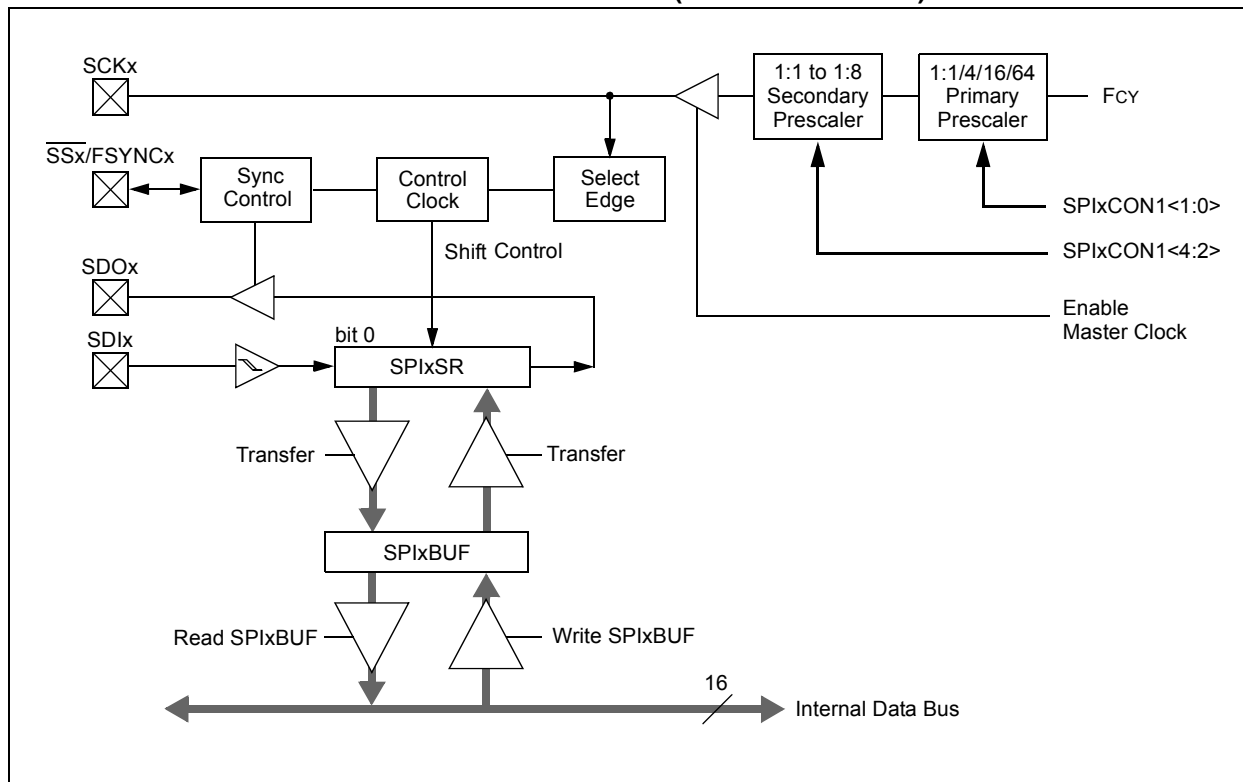 SCKx
1:1 to 1:8
Secondary
Prescaler
1:1/4/16/64
Primary
Prescaler
FCY
SSx/FSYNCx
Sync
Control
Control
Clock
Select
Edge
SPIxCON1<1:0>
Shift Control
SPIxCON1<4:2>
SDOx
Enable
Master Clock
SDIx
bit 0
SPIxSR
Transfer
Transfer
SPIxBUF
Read SPIxBUF
Write SPIxBUF
16
Internal Data Bus